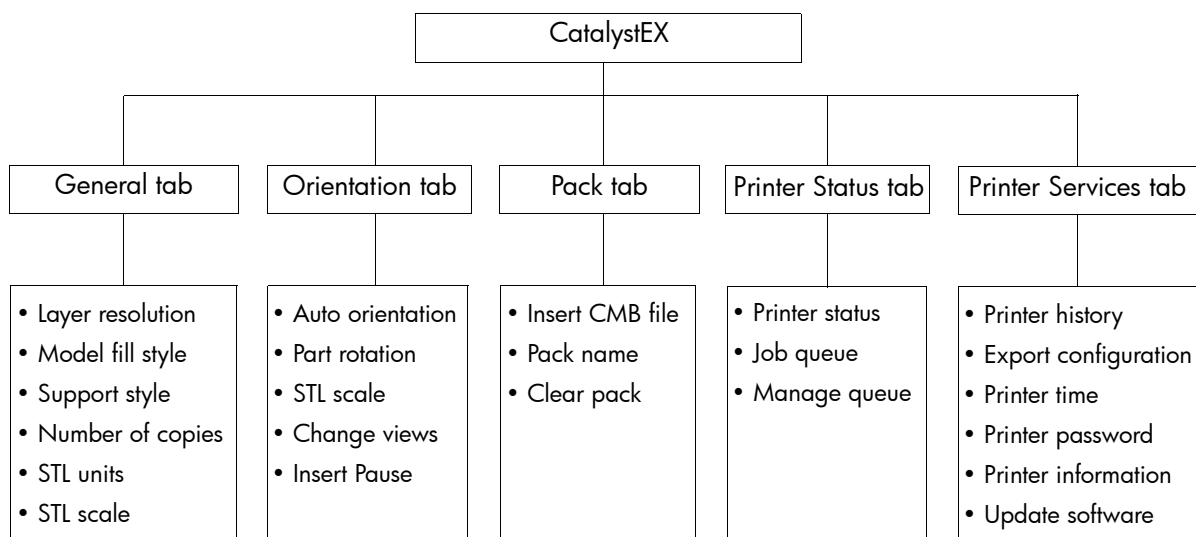 CatalystEX
General tab
Orientation tab
Pack tab
Printer Status tab
Printer Services tab
• Layer resolution
• Model fill style
• Support style
• Number of copies
• STL units
• STL scale
• Auto orientation
• Part rotation
• STL scale
• Change views
• Insert Pause
• Insert CMB file
• Pack name
• Clear pack
• Printer status
• Job queue
• Manage queue
• Printer history
• Export configuration
• Printer time
• Printer password
• Printer information
• Update software